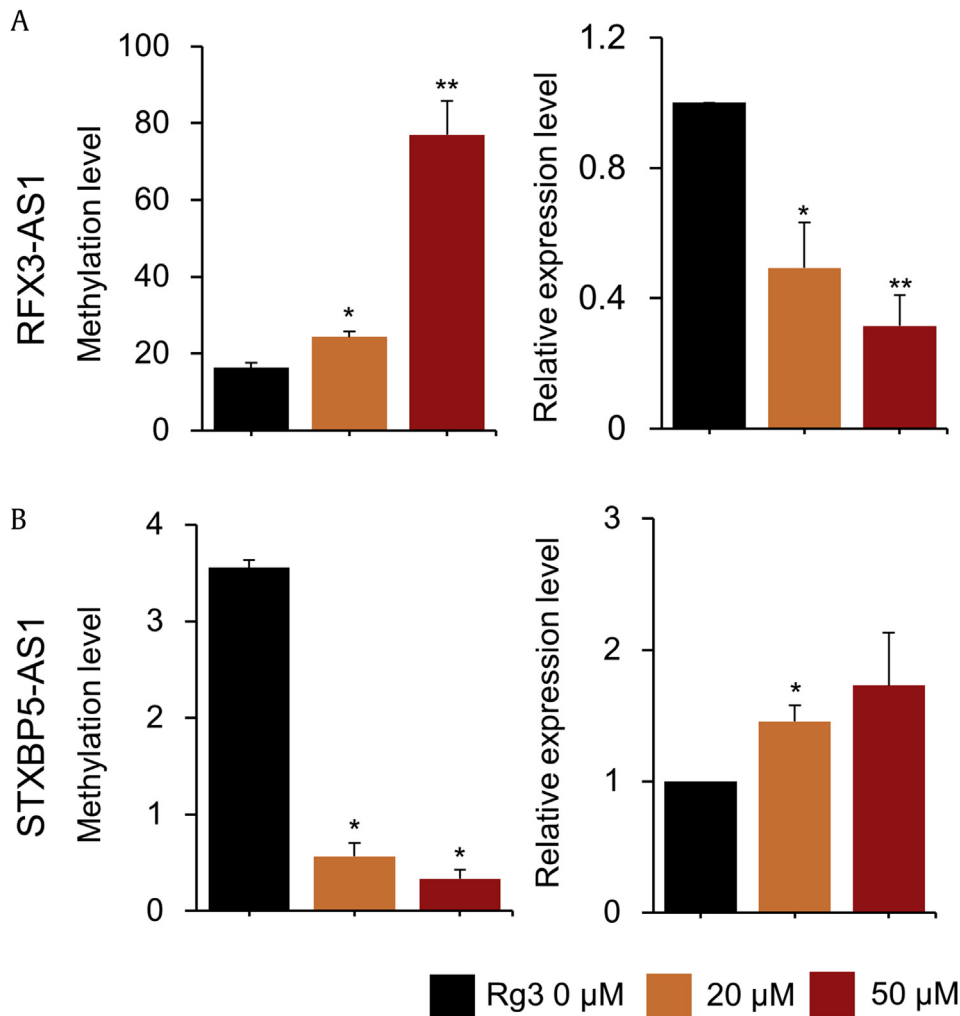 A
RFX3-AS1
Methylation level
100
80
60
40
20
0
*
**
Relative expression level
1.2
0.8
0.4
0
*
**
B
STXBP5-AS1
Methylation level
4
3
2
1
0
*
*
Relative expression level
3
2
1
0
*
Rg3 0 μM 20 μM 50 μM